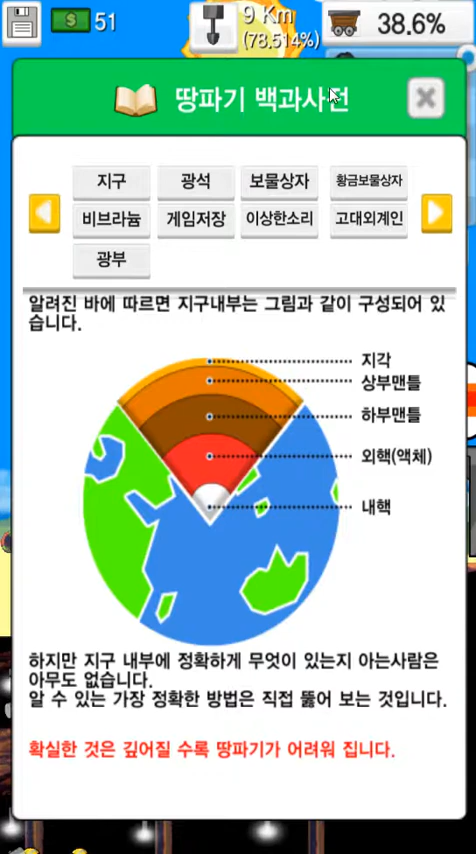 51
9 Km
(78.514%)
38.6%
땅파기 백과사전
지구
광석
보물상자
황금보물상자
비브라늄
게임저장
이상한소리
고대외계인
광부
알려진 바에 따르면 지구내부는 그림과 같이 구성되어 있
습니다.
지각
상부맨틀
하부맨틀
외핵(액체)
내핵
하지만 지구 내부에 정확하게 무엇이 있는지 아는사람은
아무도 없습니다.
알 수 있는 가장 정확한 방법은 직접 뚫어 보는 것입니다.
확실한 것은 깊어질 수록 땅파기가 어려워 집니다.